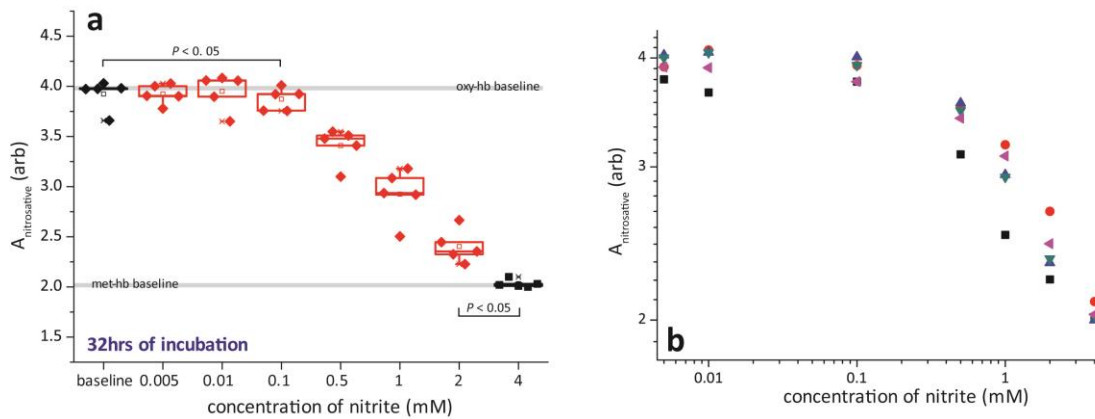 a
P < 0. 05
oxy-hb baseline
met-hb baseline
P < 0.05
32hrs of incubation
4.5
4.0
3.5
3.0
2.5
2.0
1.5
A nitrosative (arb)
baseline 0.005 0.01 0.1 0.5 1 2 4
concentration of nitrite (mM)
b
4
3
2
A nitrosative (arb)
0.01 0.1 1
concentration of nitrite (mM)